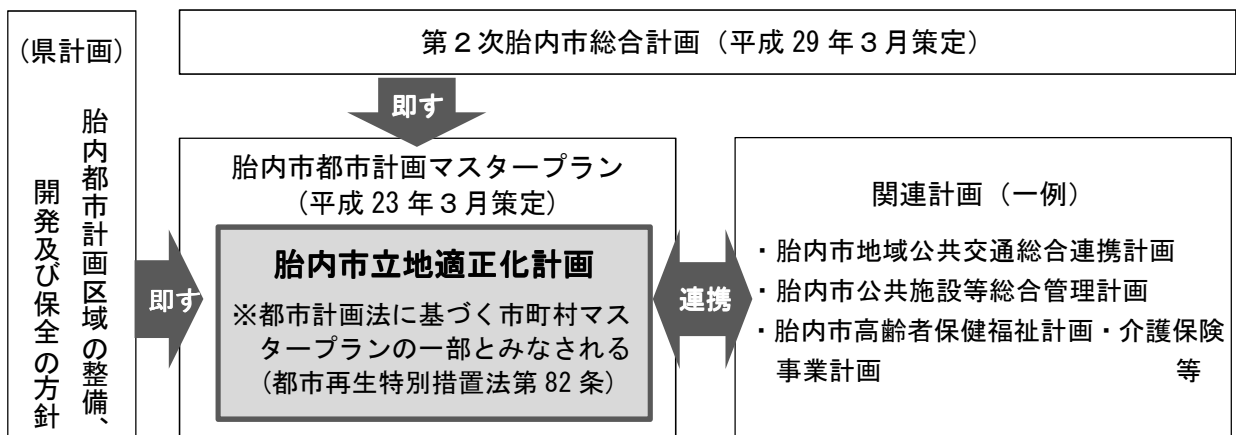 (県計画)
胎内都市計画区域の整備、
開発及び保全の方針
第2次胎内市総合計画（平成 29 年3月策定）
即す
胎内市都市計画マスタープラン
(平成 23 年3月策定)
胎内市立地適正化計画
※都市計画法に基づく市町村マス
タープランの一部とみなされる
（都市再生特別措置法第 82 条）
即す
連携
関連計画（一例）
・胎内市地域公共交通総合連携計画
・胎内市公共施設等総合管理計画
・胎内市高齢者保健福祉計画・介護保険
事業計画 等